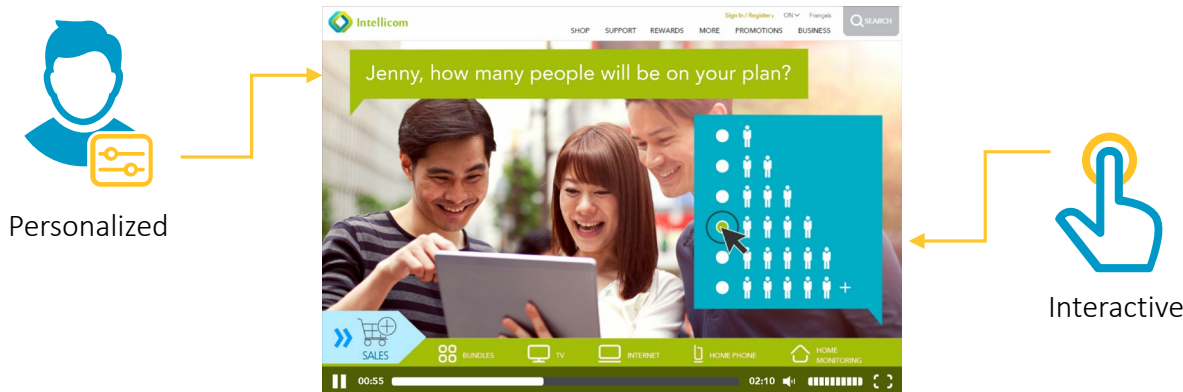 Intellicom
Sign In / Register
ON
Français
SEARCH
SHOP SUPPORT REWARDS MORE PROMOTIONS BUSINESS
Jenny, how many people will be on your plan?
Personalized
Interactive
+
SALES
BUNDLES
TV
INTERNET
HOME PHONE
HOME
MONITORING
00:55
02:10